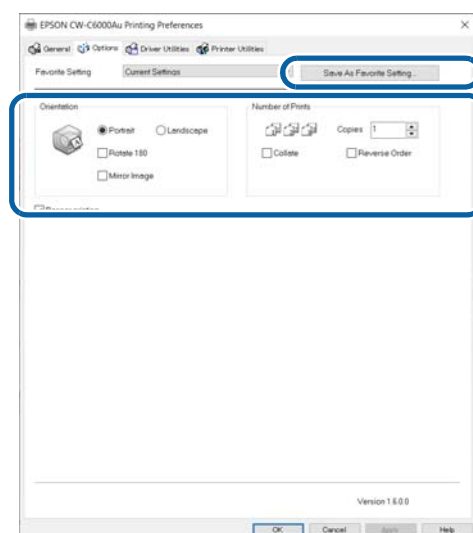 EPSON CW-C6000Au Printing Preferences
General Options Driver Utilities Printer Utilities
Favorite Setting Current Settings Save As Favorite Setting...
Orientation Number of Prints
Portrait Landscape Copies 1
Rotate 180 Collate Reverse Order
Mirror Image
Version 1.6.0.0
OK Cancel Apply Help